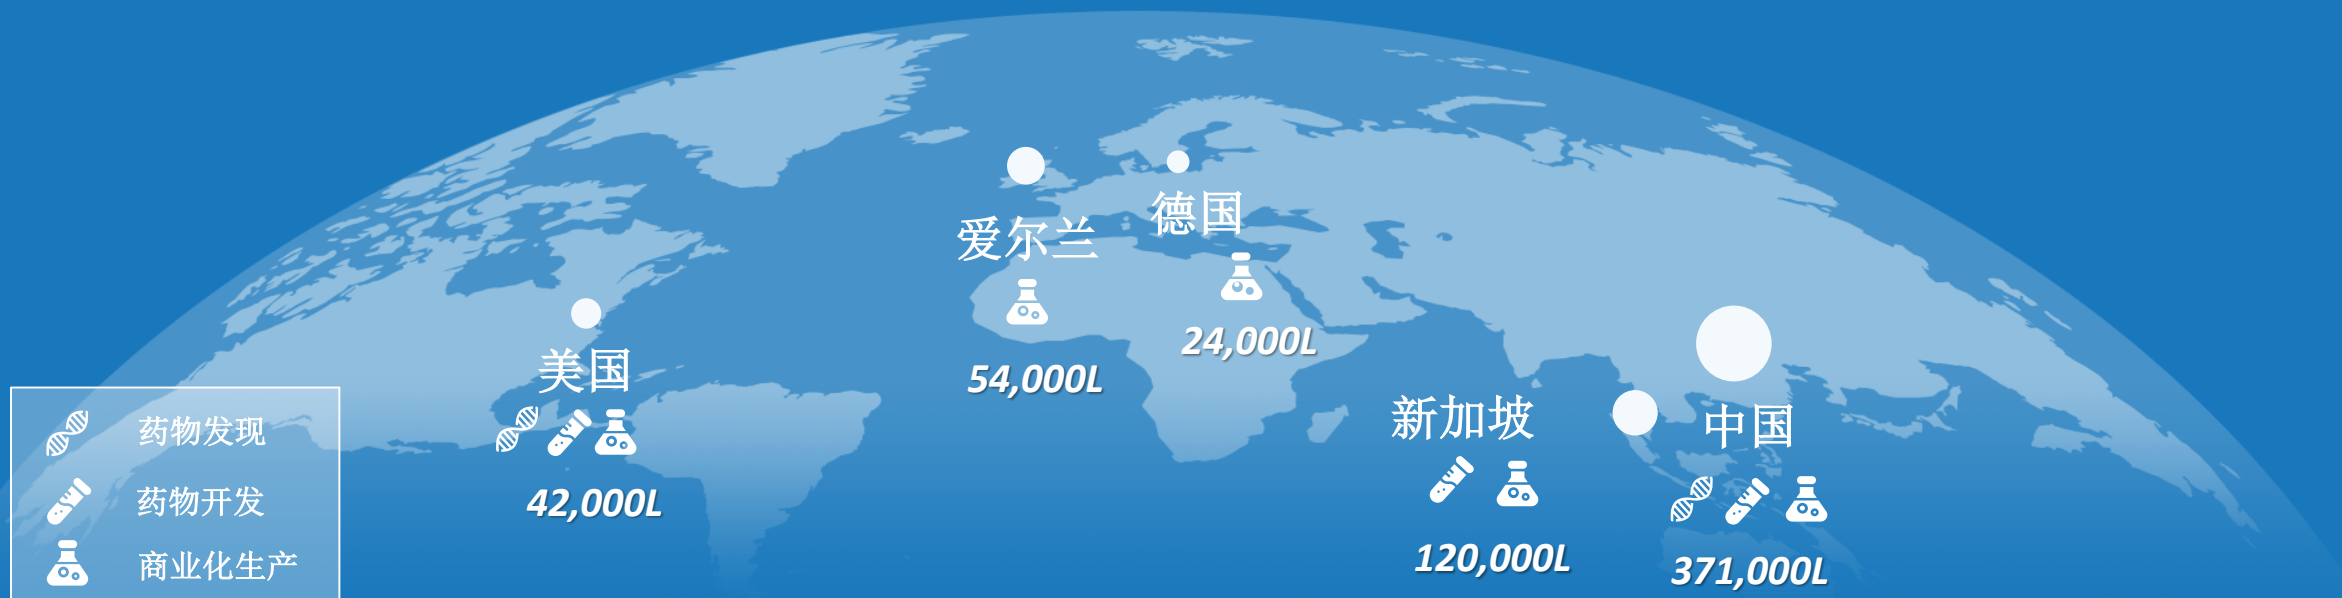 爱尔兰
54,000L
德国
24,000L
美国
42,000L
新加坡
120,000L
中国
371,000L
药物发现
药物开发
商业化生产